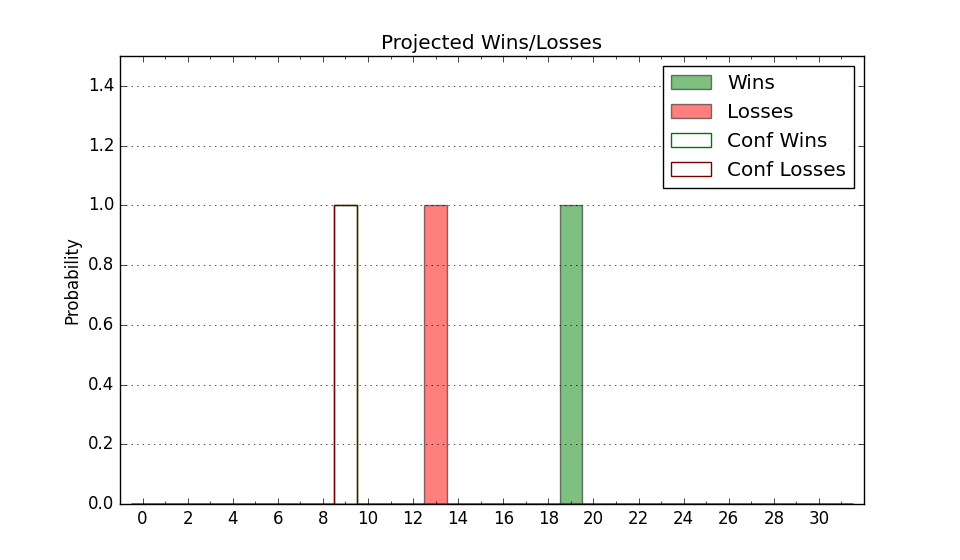 Projected Wins/Losses
1.4
1.2
1.0
0.8
0.6
0.4
0.2
0.0
Probability
Wins
Losses
Conf Wins
Conf Losses
0 2 4 6 8 10 12 14 16 18 20 22 24 26 28 30